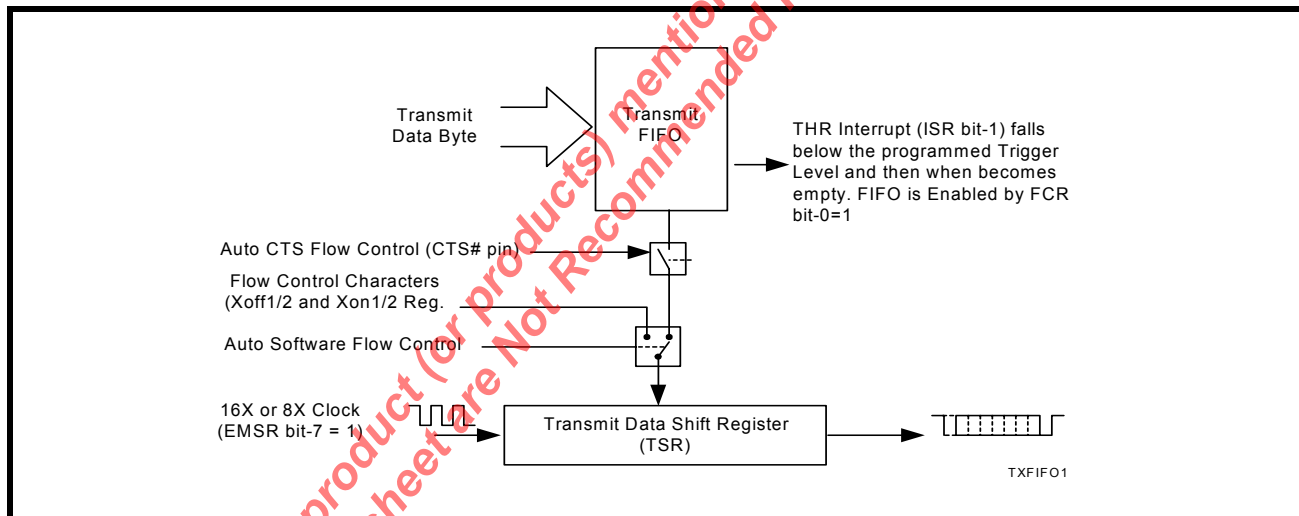 Transmit
Data Byte
Transmit
FIFO
THR Interrupt (ISR bit-1) falls
below the programmed Trigger
Level and then when becomes
empty. FIFO is Enabled by FCR
bit-0=1
Auto CTS Flow Control (CTS# pin)
Flow Control Characters
(Xoff1/2 and Xon1/2 Reg.
Auto Software Flow Control
16X or 8X Clock
(EMSR bit-7 = 1)
Transmit Data Shift Register
(TSR)
TXFIFO1
product (or products) mention
sheet are Not Recommended